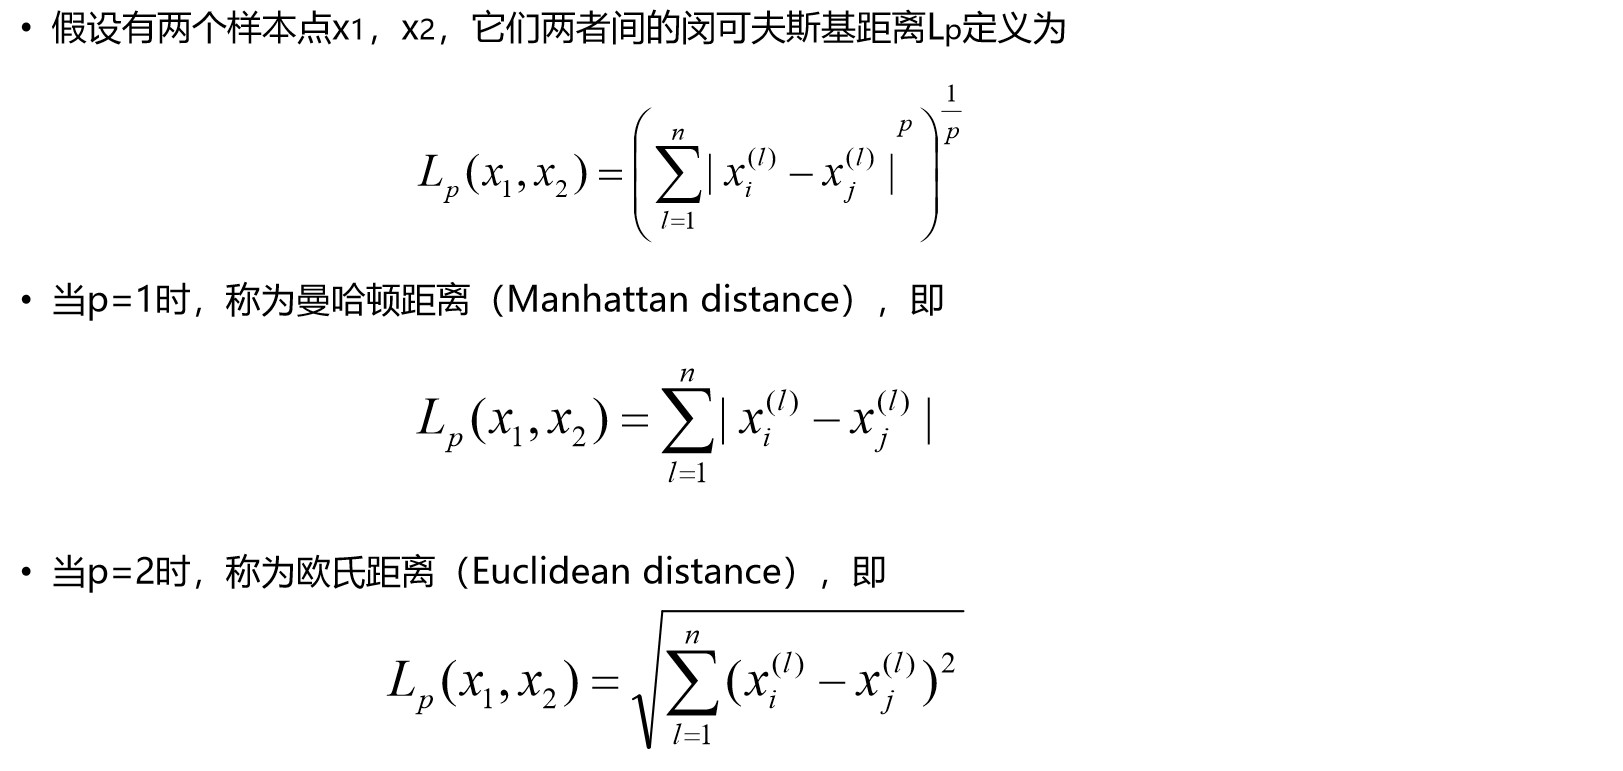 • 假设有两个样本点x1，x2，它们两者间的闵可夫斯基距离Lp定义为
$L_p(x_1,x_2)=\left(\sum_{l=1}^{n}|x_i^{(l)}-x_j^{(l)}|^p\right)^{\frac{1}{p}}$
• 当p=1时，称为曼哈顿距离（Manhattan distance），即
$L_p(x_1,x_2)=\sum_{l=1}^{n}|x_i^{(l)}-x_j^{(l)}|$
• 当p=2时，称为欧氏距离（Euclidean distance），即
$L_p(x_1,x_2)=\sqrt{\sum_{l=1}^{n}(x_i^{(l)}-x_j^{(l)})^2}$